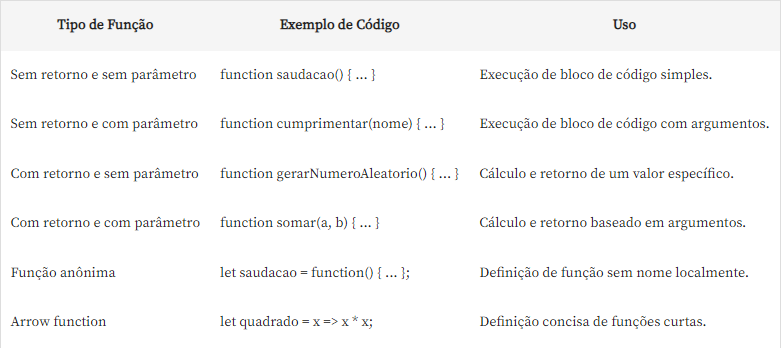 Tipo de Função Exemplo de Código Uso
Sem retorno e sem parâmetro function saudacao() { ... } Execução de bloco de código simples.
Sem retorno e com parâmetro function cumprimentar(nome) { ... } Execução de bloco de código com argumentos.
Com retorno e sem parâmetro function gerarNumeroAleatorio() { ... } Cálculo e retorno de um valor específico.
Com retorno e com parâmetro function somar(a, b) { ... } Cálculo e retorno baseado em argumentos.
Função anônima let saudacao = function() { ... }; Definição de função sem nome localmente.
Arrow function let quadrado = x => x * x; Definição concisa de funções curtas.